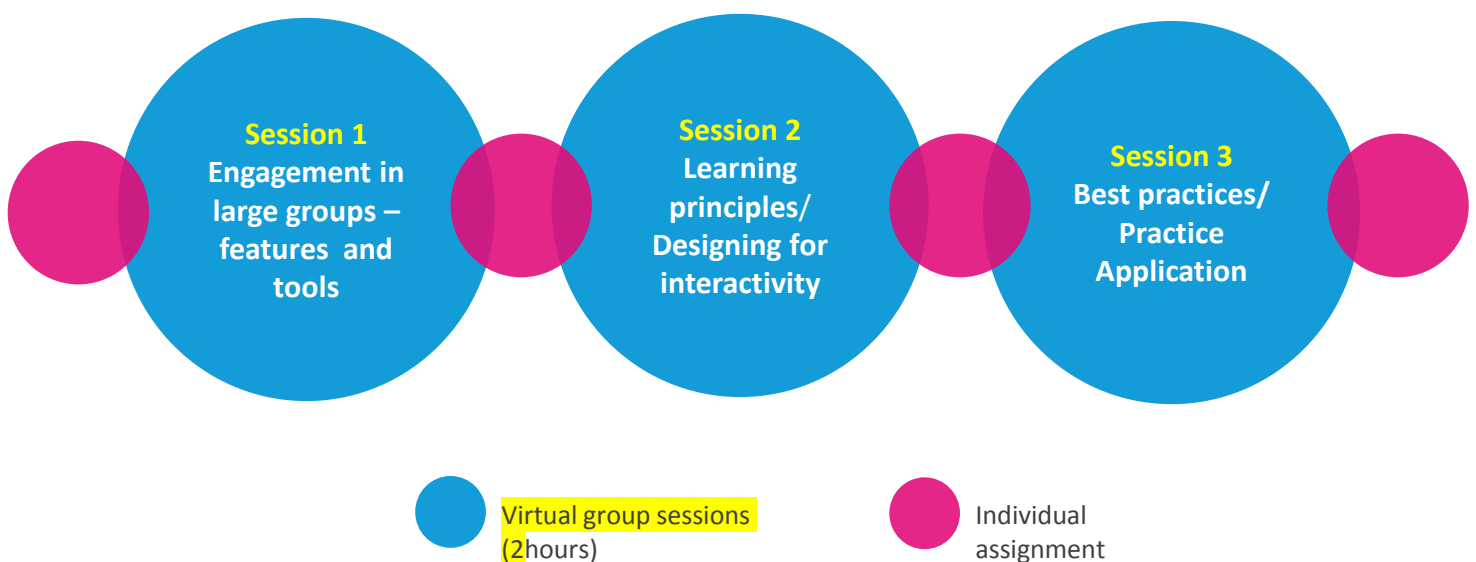 Session 1
Engagement in
large groups –
features and
tools
Session 2
Learning
principles/
Designing for
interactivity
Session 3
Best practices/
Practice
Application
Virtual group sessions
(2hours)
Individual
assignment